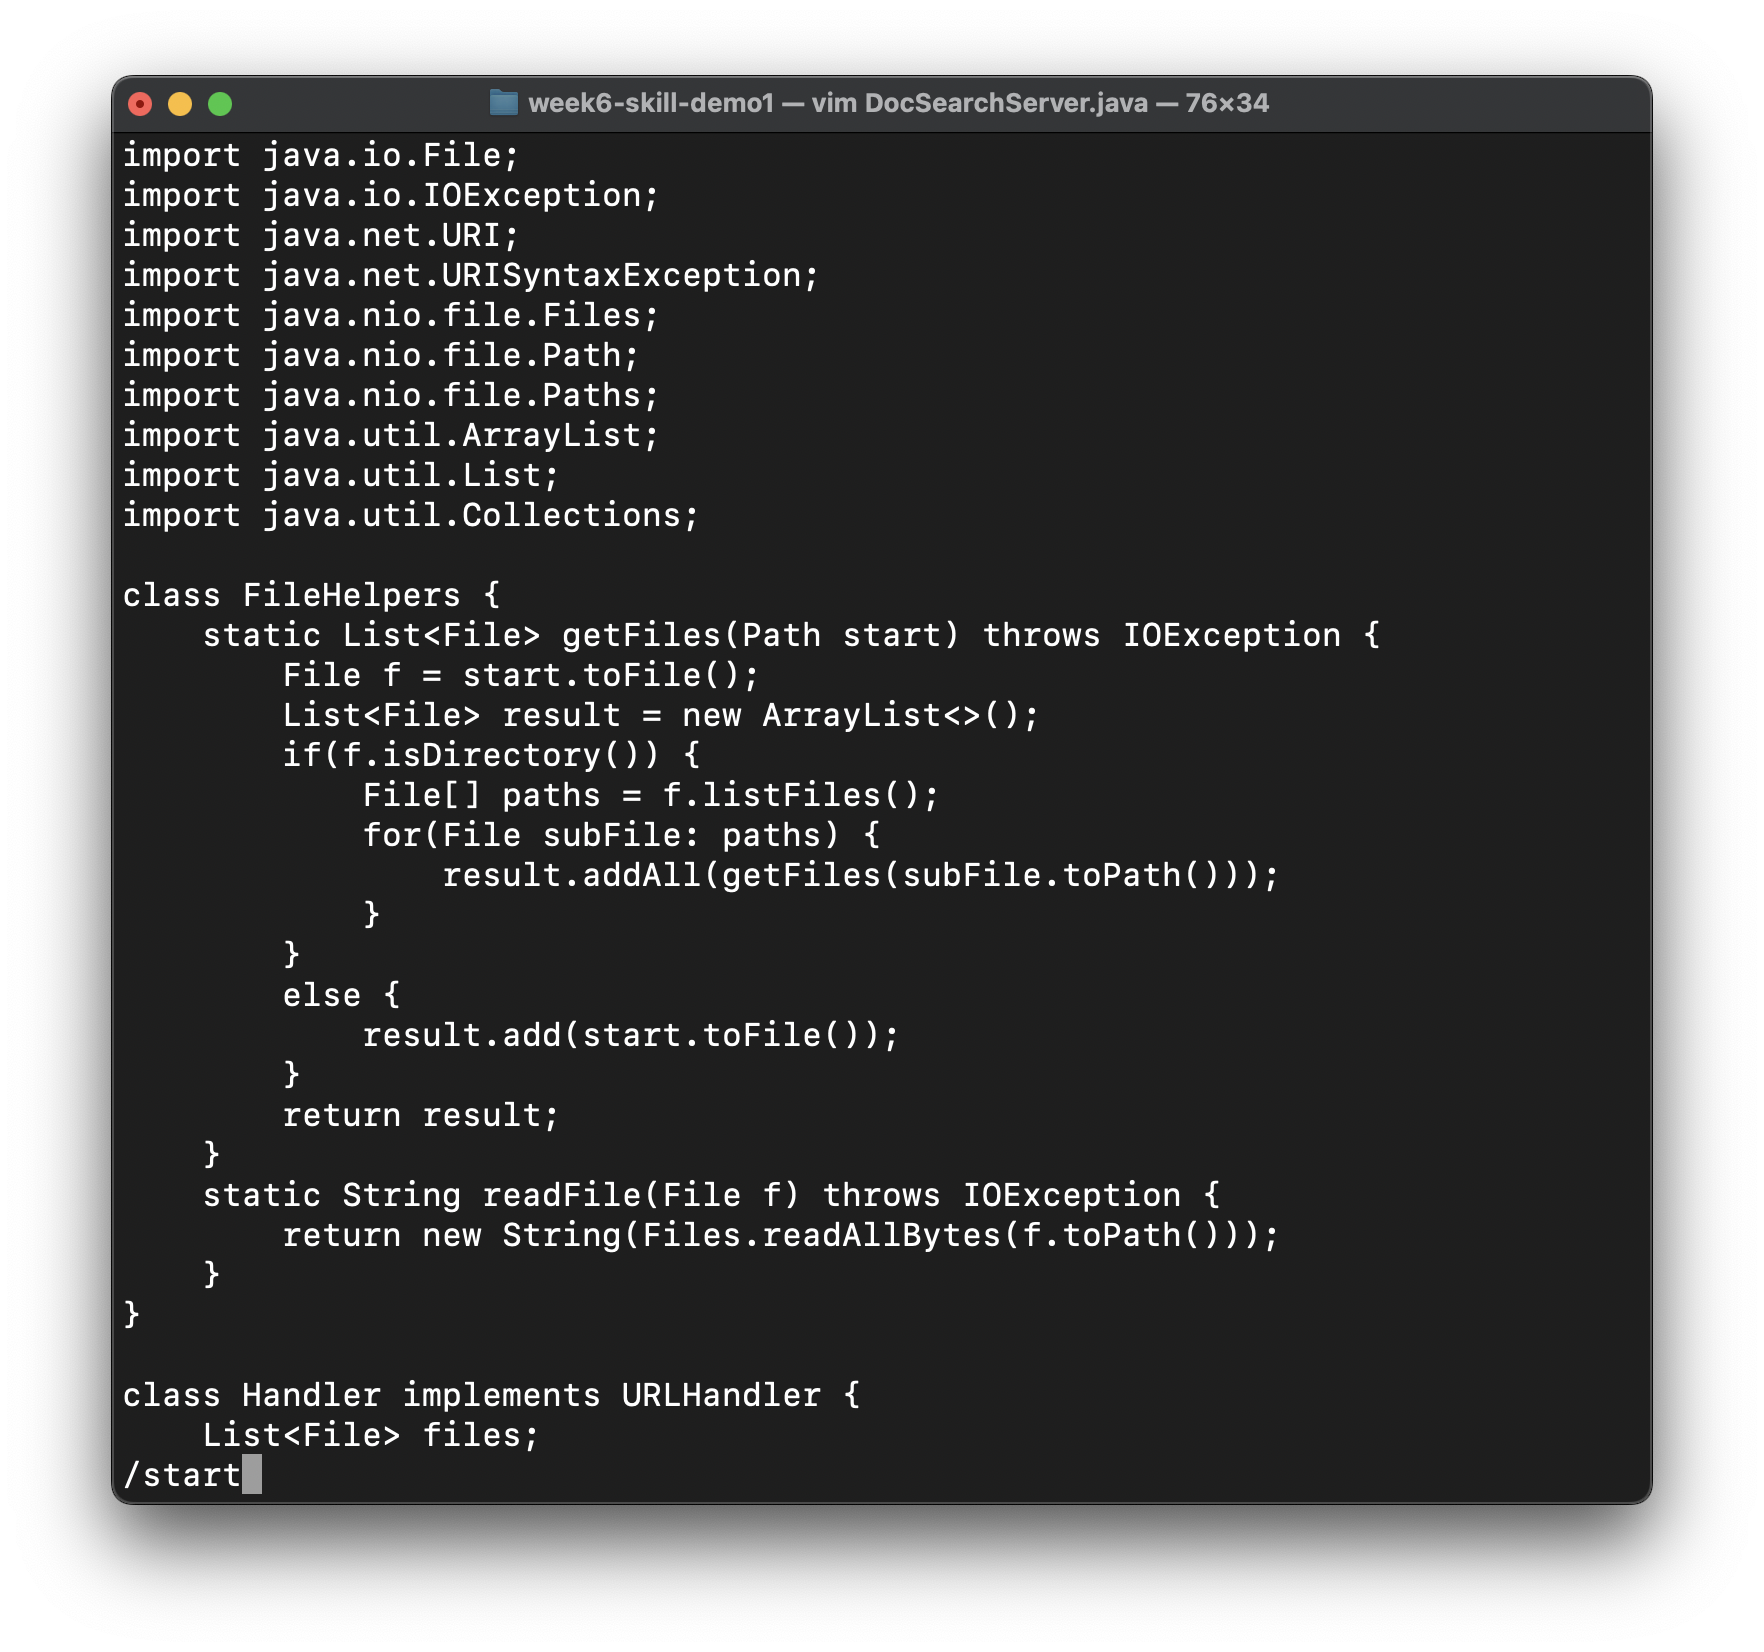 week6-skill-demo1 — vim DocSearchServer.java — 76×34
import java.io.File;
import java.io.IOException;
import java.net.URI;
import java.net.URISyntaxException;
import java.nio.file.Files;
import java.nio.file.Path;
import java.nio.file.Paths;
import java.util.ArrayList;
import java.util.List;
import java.util.Collections;

class FileHelpers {
    static List<File> getFiles(Path start) throws IOException {
        File f = start.toFile();
        List<File> result = new ArrayList<>();
        if(f.isDirectory()) {
            File[] paths = f.listFiles();
            for(File subFile: paths) {
                result.addAll(getFiles(subFile.toPath()));
            }
        }
        else {
            result.add(start.toFile());
        }
        return result;
    }
    static String readFile(File f) throws IOException {
        return new String(Files.readAllBytes(f.toPath()));
    }
}

class Handler implements URLHandler {
    List<File> files;
/start